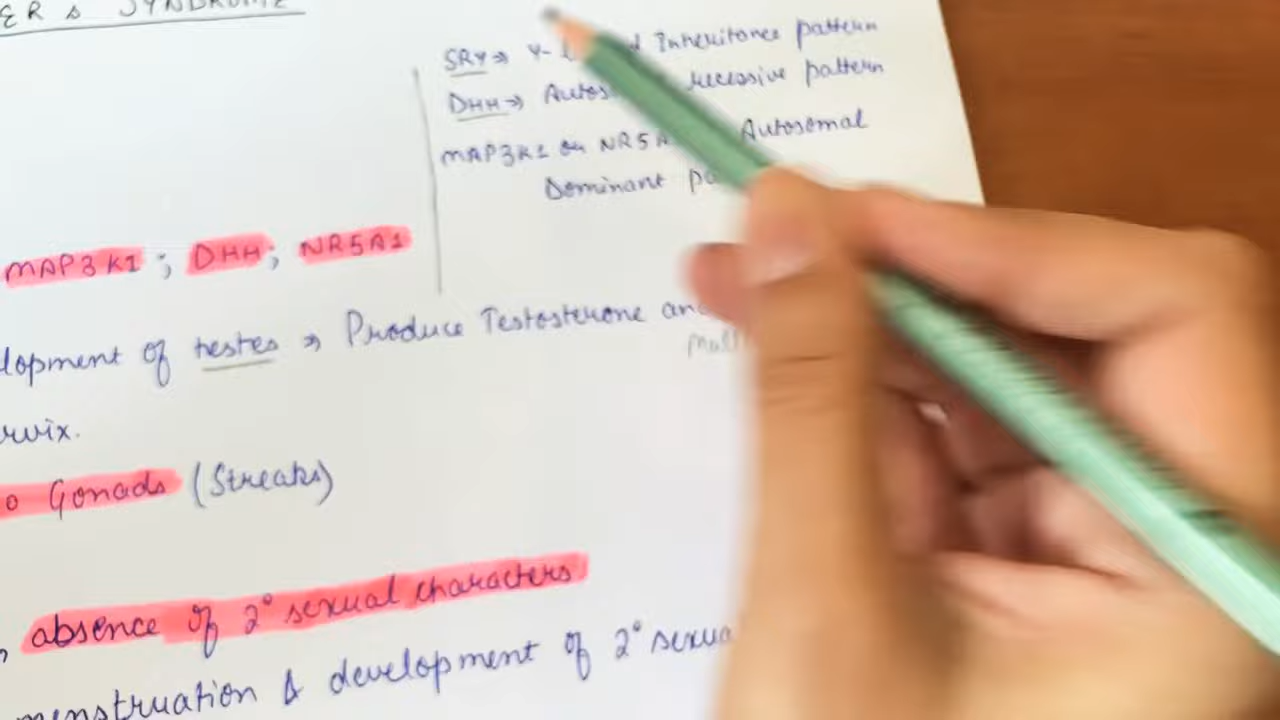 ER's SYNDROME
SRY ⇒ Y- Inheritance pattern
DHH ⇒ recessive pattern
MAP3K1 or NR5A Autosomal
Dominant
MAP3K1 ; DHH ; NR5A1
lopment of testes ⇒ Produce Testosterone and
rvix.
o Gonads (Streaks)
, absence of 2° sexual characters
menstruation & development of 2° sexua